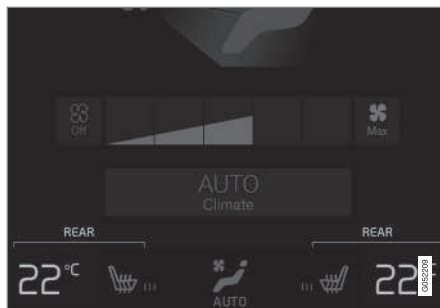 Off
Max
AUTO
Climate
REAR REAR
22°C 22°
AUTO
G052209